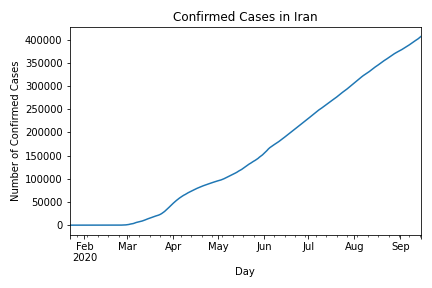 Confirmed Cases in Iran
Number of Confirmed Cases
400000
350000
300000
250000
200000
150000
100000
50000
0
Feb Mar Apr May Jun Jul Aug Sep
2020
Day